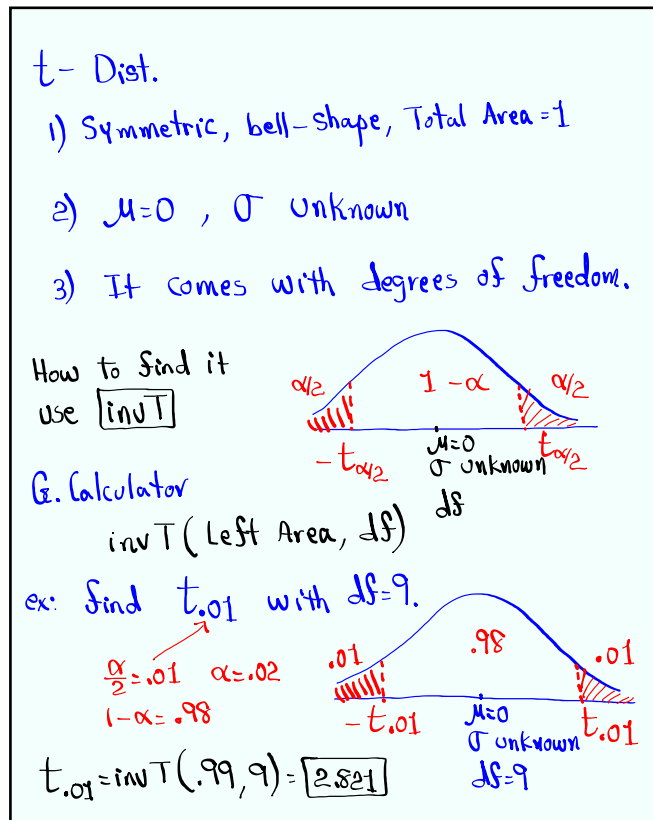 t - Dist.
1) Symmetric, bell-shape, Total Area = 1
2) μ=0 , σ unknown
3) It comes with degrees of freedom.
How to find it
use invT
α/2 1 - α α/2
-t_α/2 μ=0 t_α/2
σ unknown
df
G. Calculator
invT(Left Area, df)
ex: find t.01 with df=9.
α/2=.01 α=.02
1-α=.98
.01 .98 .01
-t.01 μ=0 t.01
σ unknown
df=9
t.01=invT(.99,9)=2.821